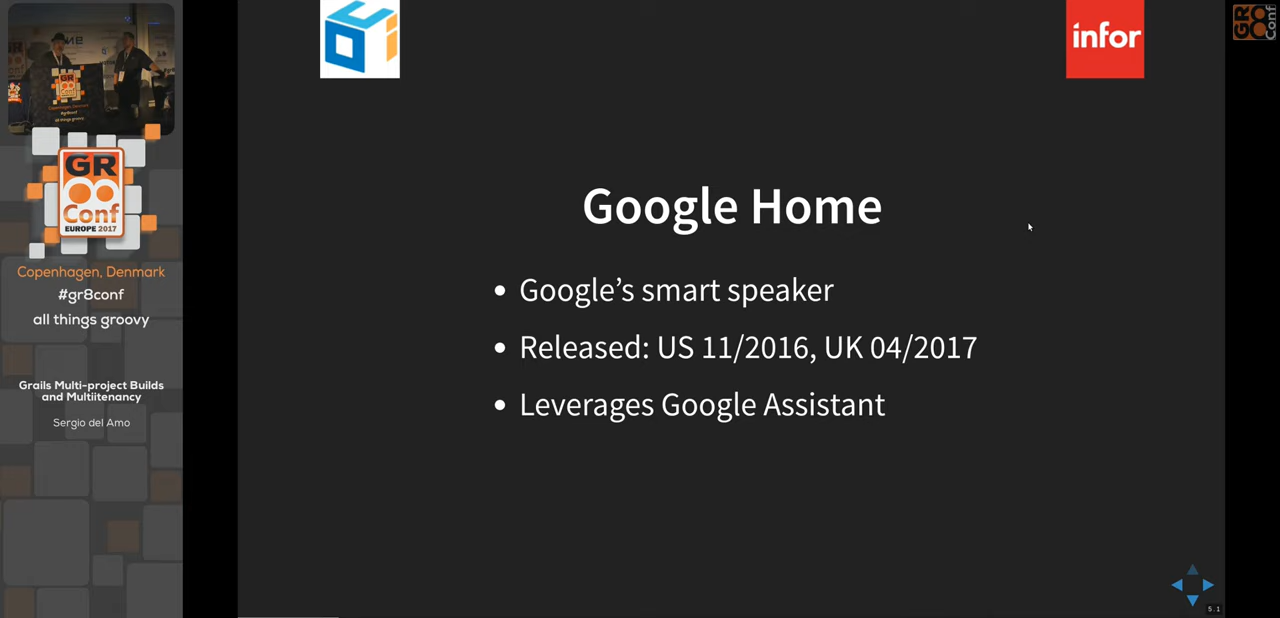 infor
GR8Conf
GR8
Conf
EUROPE 2017
Copenhagen, Denmark
#gr8conf
all things groovy
Grails Multi-project Builds
and Multiitenancy
Sergio del Amo
Google Home
• Google’s smart speaker
• Released: US 11/2016, UK 04/2017
• Leverages Google Assistant
5.1